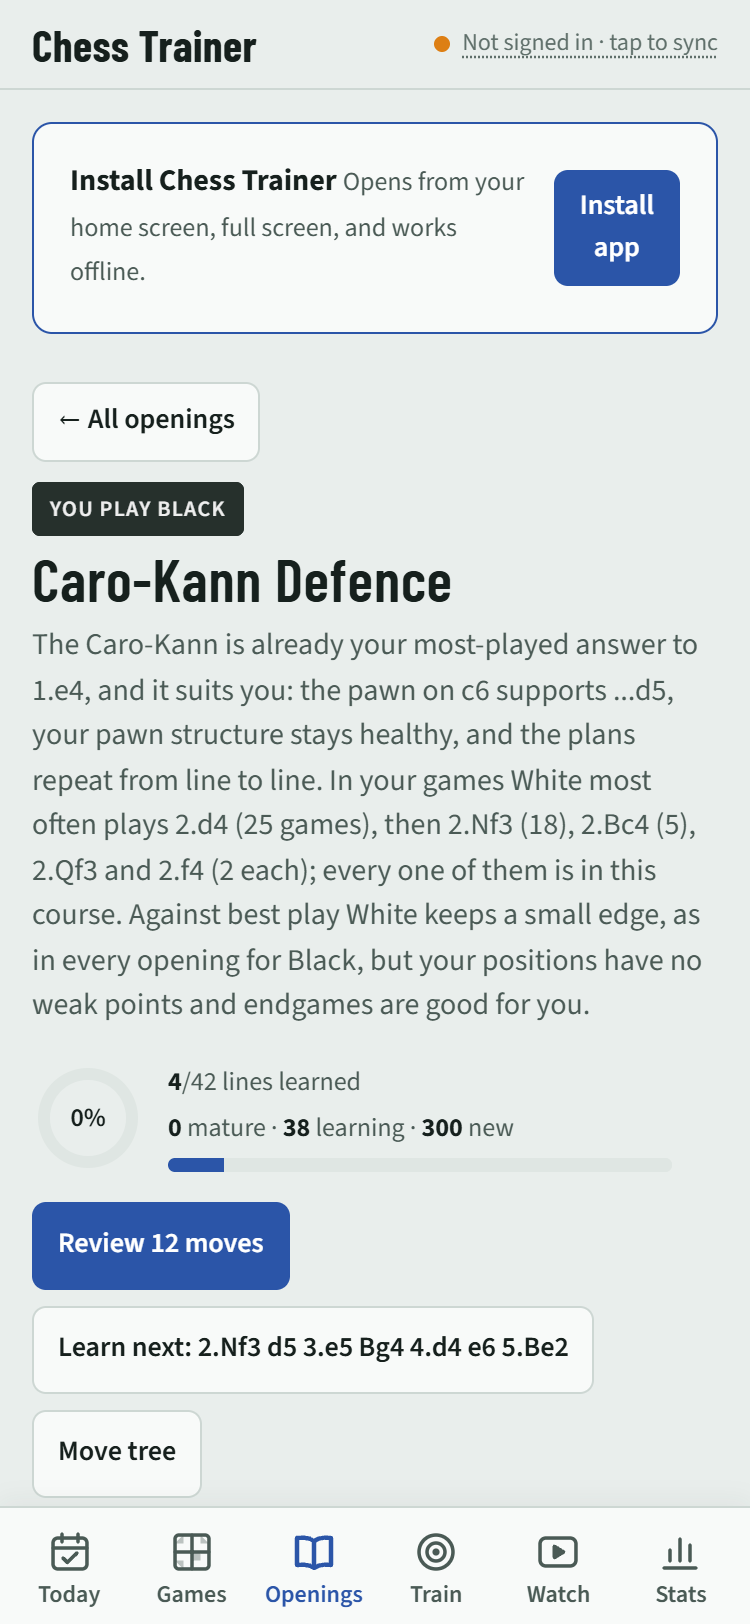 Chess Trainer
Not signed in · tap to sync
Install Chess Trainer Opens from your
home screen, full screen, and works
offline.
Install
app
← All openings
YOU PLAY BLACK
Caro-Kann Defence
The Caro-Kann is already your most-played answer to
1.e4, and it suits you: the pawn on c6 supports ...d5,
your pawn structure stays healthy, and the plans
repeat from line to line. In your games White most
often plays 2.d4 (25 games), then 2.Nf3 (18), 2.Bc4 (5),
2.Qf3 and 2.f4 (2 each); every one of them is in this
course. Against best play White keeps a small edge, as
in every opening for Black, but your positions have no
weak points and endgames are good for you.
0%
4/42 lines learned
0 mature · 38 learning · 300 new
Review 12 moves
Learn next: 2.Nf3 d5 3.e5 Bg4 4.d4 e6 5.Be2
Move tree
Today
Games
Openings
Train
Watch
Stats